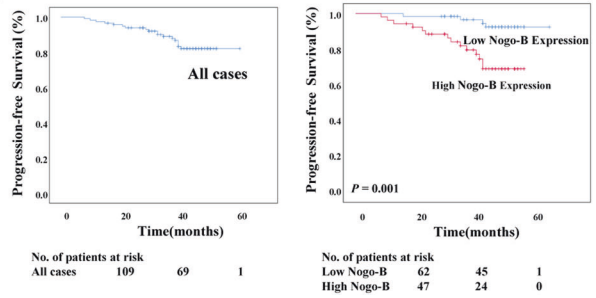 Progression-free Survival (%)
1.0
0.8
0.6
0.4
0.2
0.0
All cases
0
20
40
60
Time(months)
No. of patients at risk
All cases 109 69 1
Progression-free Survival (%)
1.0
0.8
0.6
0.4
0.2
0.0
Low Nogo-B Expression
High Nogo-B Expression
P = 0.001
0
20
40
60
Time(months)
No. of patients at risk
Low Nogo-B 62 45 1
High Nogo-B 47 24 0